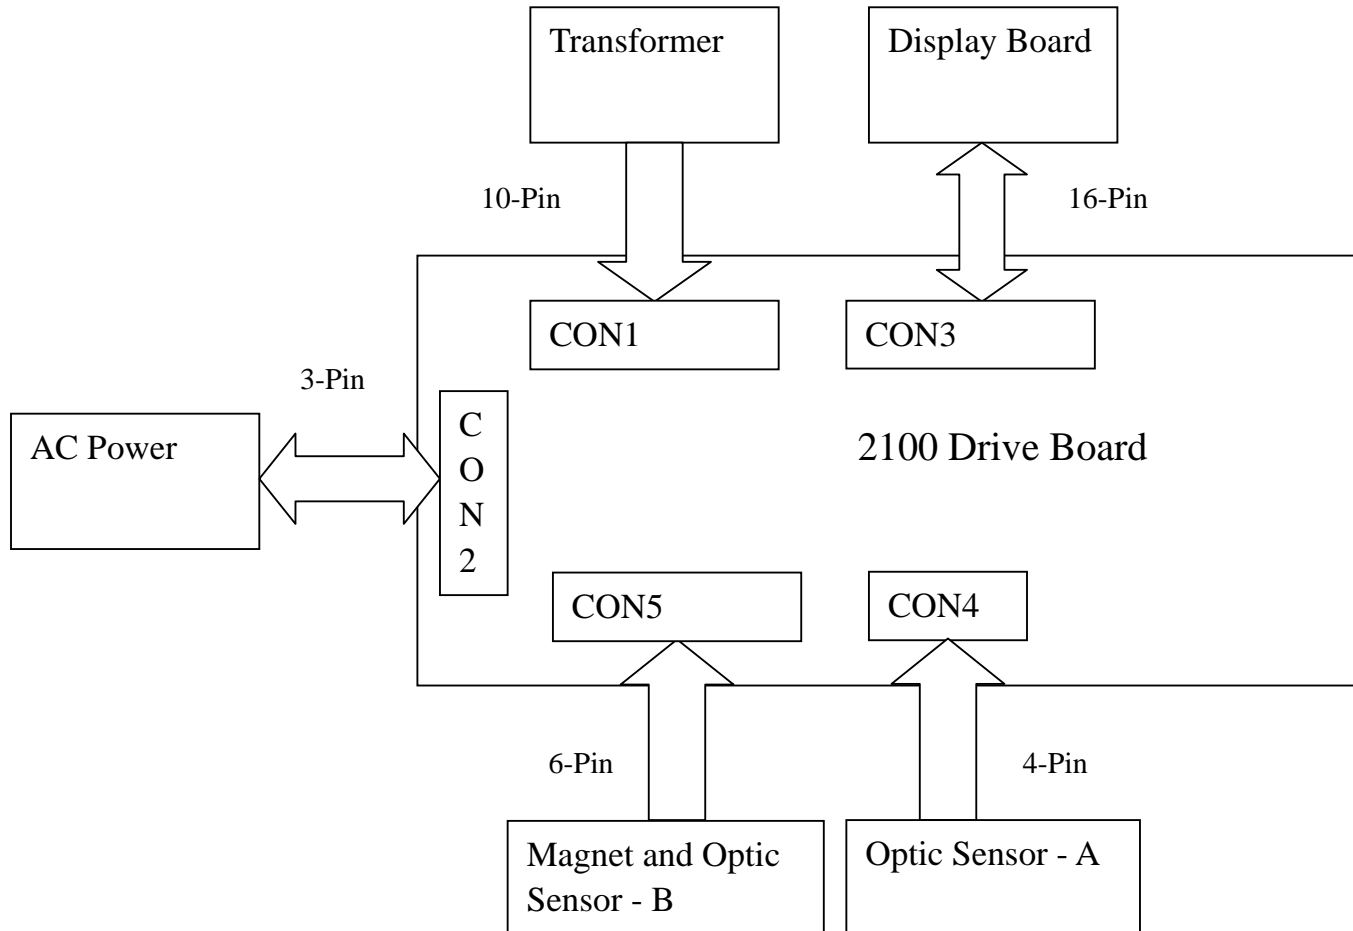 Transformer
Display Board
10-Pin
16-Pin
CON1
CON3
3-Pin
AC Power
C
O
N
2
2100 Drive Board
CON5
CON4
6-Pin
4-Pin
Magnet and Optic
Sensor - B
Optic Sensor - A